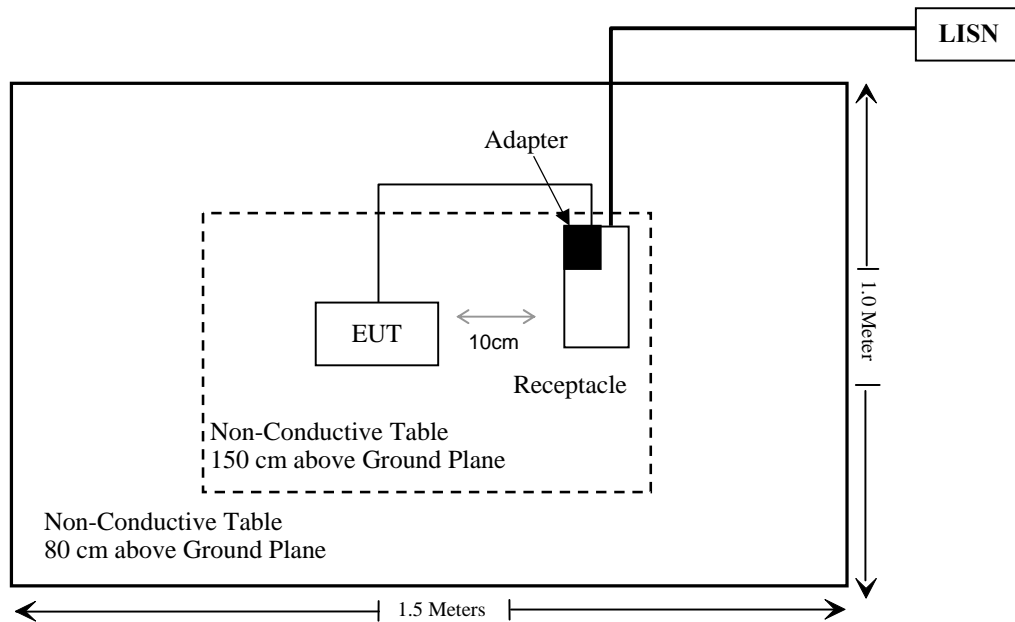 LISN
Adapter
EUT
10cm
Receptacle
1.0 Meter
Non-Conductive Table
150 cm above Ground Plane
Non-Conductive Table
80 cm above Ground Plane
1.5 Meters